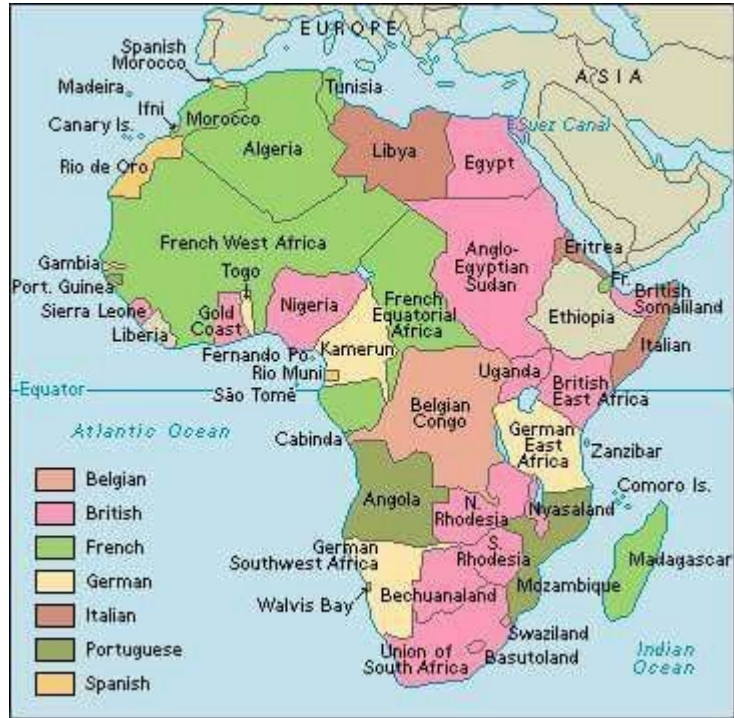 EUROPE
ASIA
Spanish
Morocco
Madeira
Tunisia
Ifni
Morocco
Canary Is.
Suez Canal
Algeria
Libya
Egypt
Rio de Oro
French West Africa
Anglo-
Egyptian
Sudan
Eritrea
Gambia
Togo
Fr.
Port. Guinea
British
Somaliland
Sierra Leone
Gold
Coast
Nigeria
French
Equatorial
Africa
Ethiopia
Liberia
Kamerun
Italian
Fernando Po
Rio Muni
Uganda
Equator
São Tomé
British
East Africa
Belgian
Congo
Atlantic Ocean
Cabinda
German
East
Africa
Zanzibar
Comoro Is.
Angola
N.
Rhodesia
Nyasaland
German
Southwest Africa
S.
Rhodesia
Madagascar
Walvis Bay
Bechuanaland
Mozambique
Swaziland
Union of
South Africa
Basutoland
Indian
Ocean
Belgian
British
French
German
Italian
Portuguese
Spanish